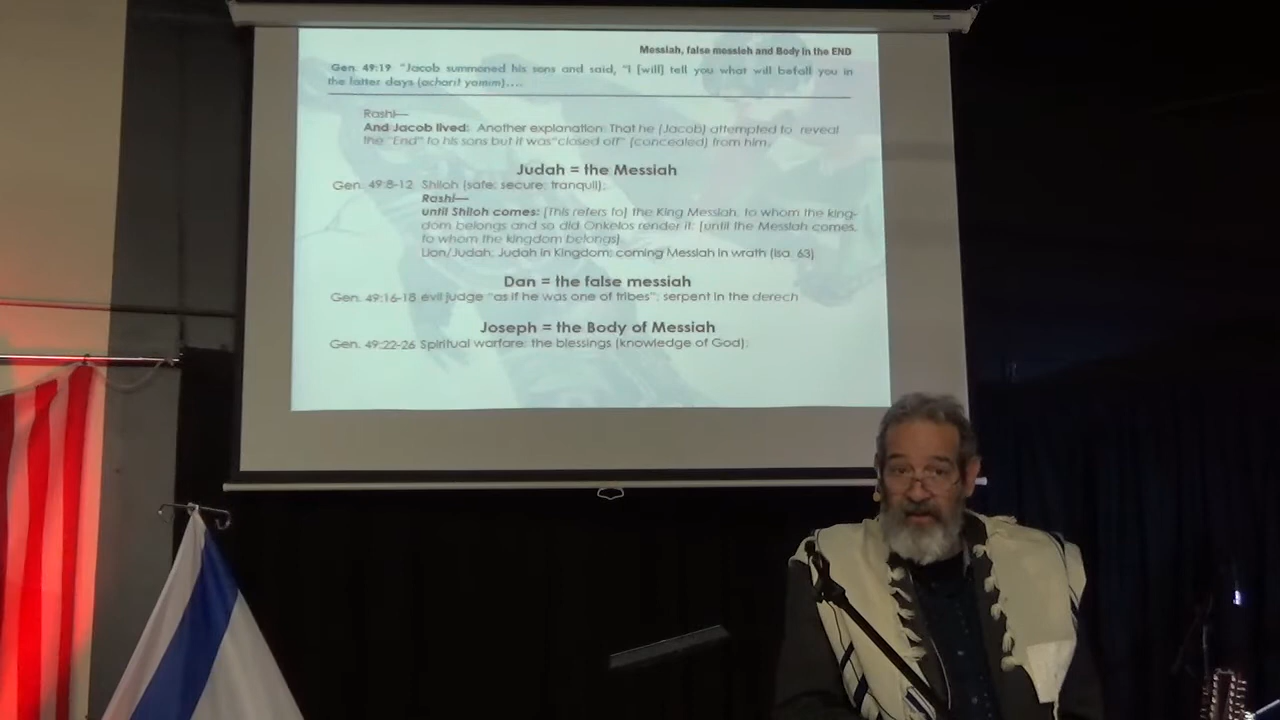 Messiah, false messiah and Body in the END
Gen. 49:19 "Jacob summoned his sons and said, "I [will] tell you what will befall you in
the latter days (acharit yamim)....
Rashi—
And Jacob lived: Another explanation: That he (Jacob) attempted to reveal
the "End" to his sons but it was "closed off" (concealed) from him.
Judah = the Messiah
Gen. 49:8-12 Shiloh (safe; secure; tranquil);
Rashi—
until Shiloh comes: [This refers to] the King Messiah, to whom the king-
dom belongs and so did Onkelos render it: [until the Messiah comes,
to whom the kingdom belongs]
Lion/Judah; Judah in Kingdom; coming Messiah in wrath (Isa. 63)
Dan = the false messiah
Gen. 49:16-18 evil judge "as if he was one of tribes"; serpent in the derech
Joseph = the Body of Messiah
Gen. 49:22-26 Spiritual warfare; the blessings (knowledge of God);